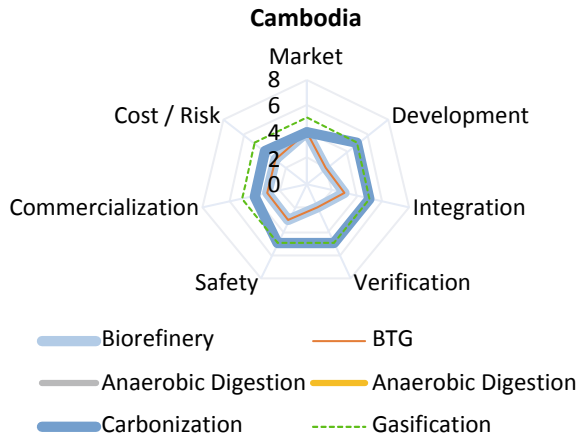 Cambodia
Market
8
6
4
2
0
Cost / Risk
Development
Commercialization
Integration
Safety
Verification
Biorefinery
BTG
Anaerobic Digestion
Anaerobic Digestion
Carbonization
Gasification